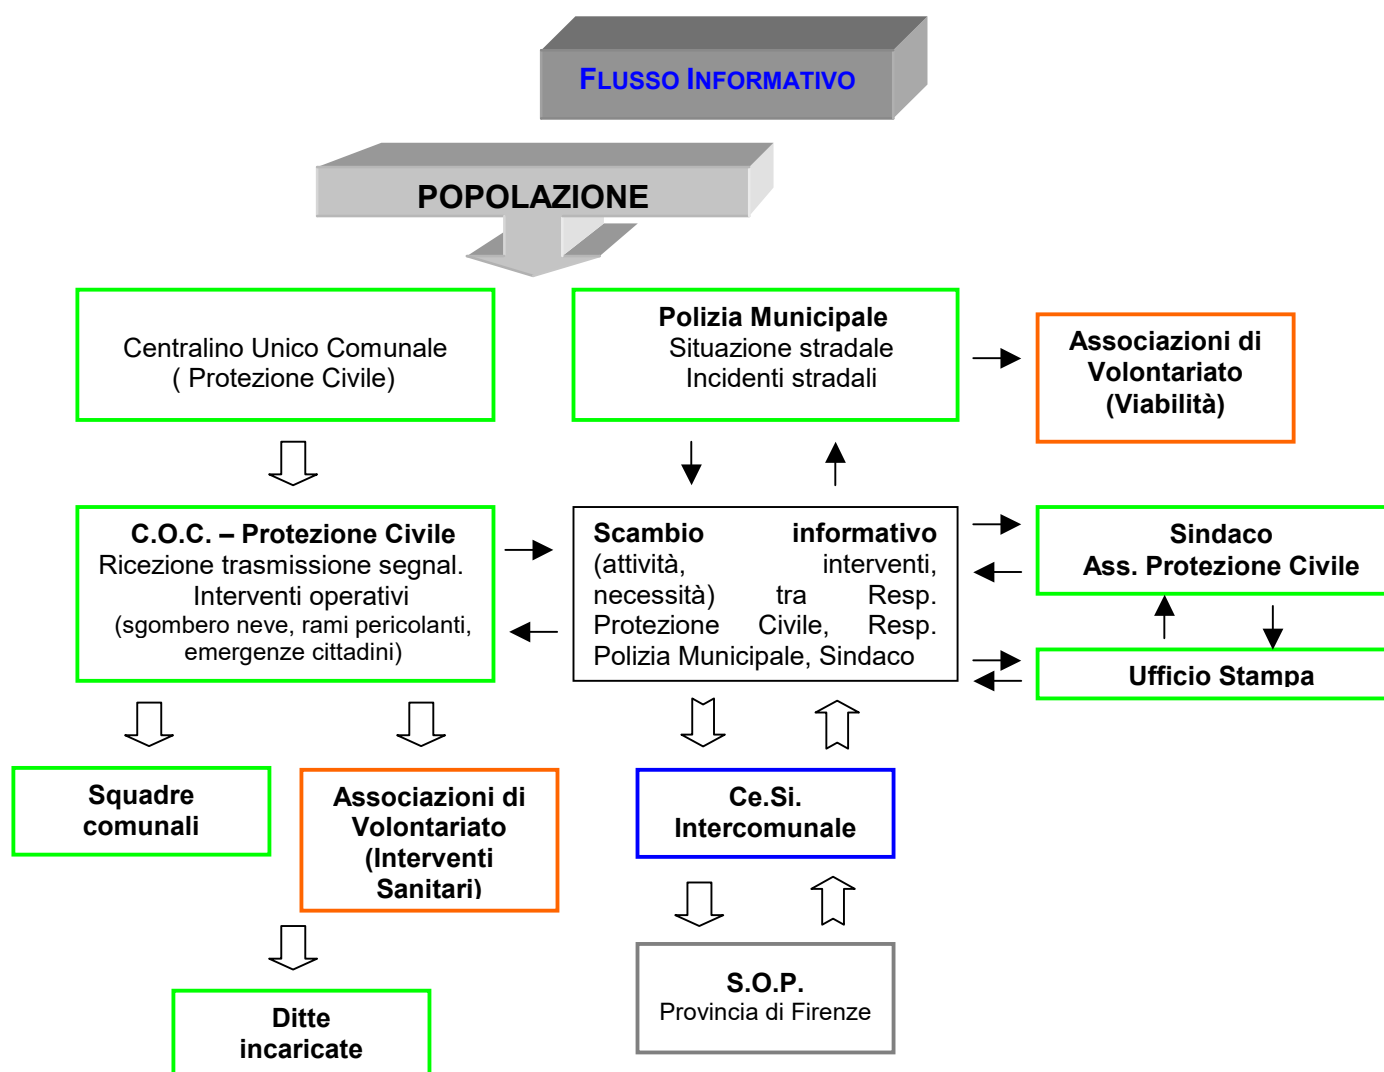 FLUSSO INFORMATIVO
POPOLAZIONE
Centralino Unico Comunale
( Protezione Civile)
Polizia Municipale
Situazione stradale
Incidenti stradali
Associazioni di
Volontariato
(Viabilità)
C.O.C. – Protezione Civile
Ricezione trasmissione segnal.
Interventi operativi
(sgombero neve, rami pericolanti,
emergenze cittadini)
Scambio informativo
(attività, interventi,
necessità) tra Resp.
Protezione Civile, Resp.
Polizia Municipale, Sindaco
Sindaco
Ass. Protezione Civile
Ufficio Stampa
Squadre
comunali
Associazioni di
Volontariato
(Interventi
Sanitari)
Ce.Si.
Intercomunale
Ditte
incaricate
S.O.P.
Provincia di Firenze